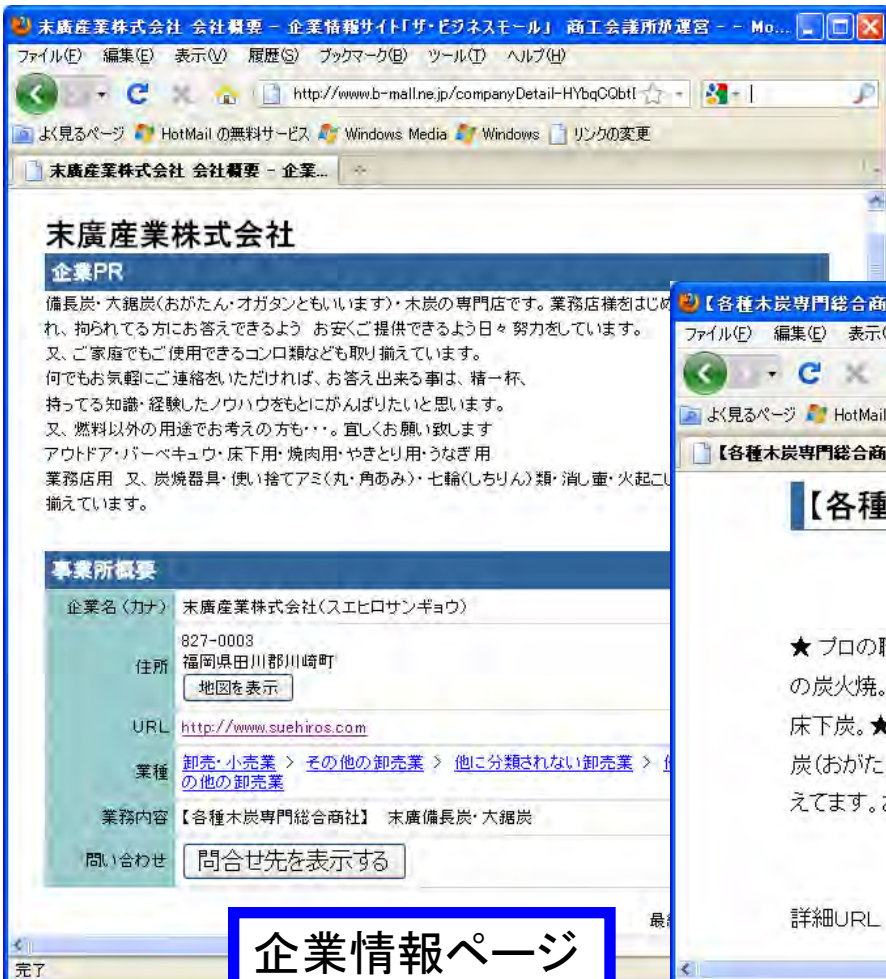 末廣産業株式会社 会社概要 - 企業情報サイト「ザ・ビジネスモール」 商工会議所が運営 - - Mo...
ファイル(F) 編集(E) 表示(V) 履歴(S) ブックマーク(B) ツール(T) ヘルプ(H)
http://www.b-mall.ne.jp/companyDetail-HYbqCQbtI
よく見るページ HotMail の無料サービス Windows Media Windows リンクの変更
末廣産業株式会社 会社概要 - 企業...
末廣産業株式会社
企業PR
備長炭・大鋸炭(おがたん・オガタンともいいます)・木炭の専門店です。業務店様をはじめ
れ、拘られてる方にお答えできるよう お安くご提供できるよう日々努力をしています。
又、ご家庭でもご使用できるコンロ類なども取り揃えています。
何でもお気軽にご連絡をいただければ、お答え出来る事は、精一杯、
持ってる知識・経験したノウハウをもとにがんばりたいと思います。
又、燃料以外の用途でお考えの方も・・・。宜しくお願い致します
アウトドア・バーベキュウ・床下用・焼肉用・やきとり用・うなぎ用
業務店用 又、炭焼器具・使い捨てアミ(丸・角あみ)・七輪(しちりん)類・消し壷・火起こし
揃えています。
事業所概要
企業名(カナ) 末廣産業株式会社(スエヒロサンギョウ)
住所 827-0003
福岡県田川郡川崎町
地図を表示
URL http://www.suehiros.com
業種 卸売・小売業 > その他の卸売業 > 他に分類されない卸売業 >
の他の卸売業
業務内容 【各種木炭専門総合商社】 末廣備長炭・大鋸炭
問い合わせ 問合せ先を表示する
最
企業情報ページ
完了
【各種木炭専門総合商
ファイル(F) 編集(E) 表示(
よく見るページ HotMail
【各種木炭専門総合商
【各種
★ プロの
の炭火焼。
床下炭。★
炭(おがた
えてます。
詳細URL